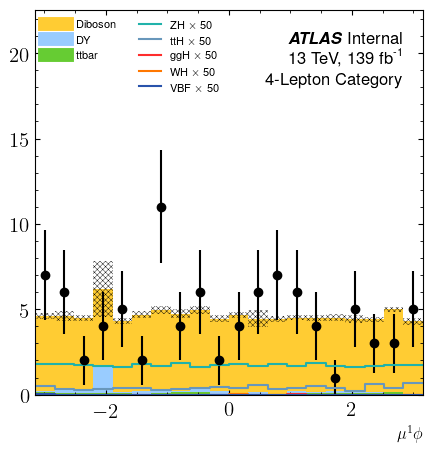 Diboson
DY
ttbar
ZH × 50
ttH × 50
ggH × 50
WH × 50
VBF × 50
ATLAS Internal
13 TeV, 139 fb⁻¹
4-Lepton Category
20
15
10
5
0
−2 0 2
μ¹ϕ